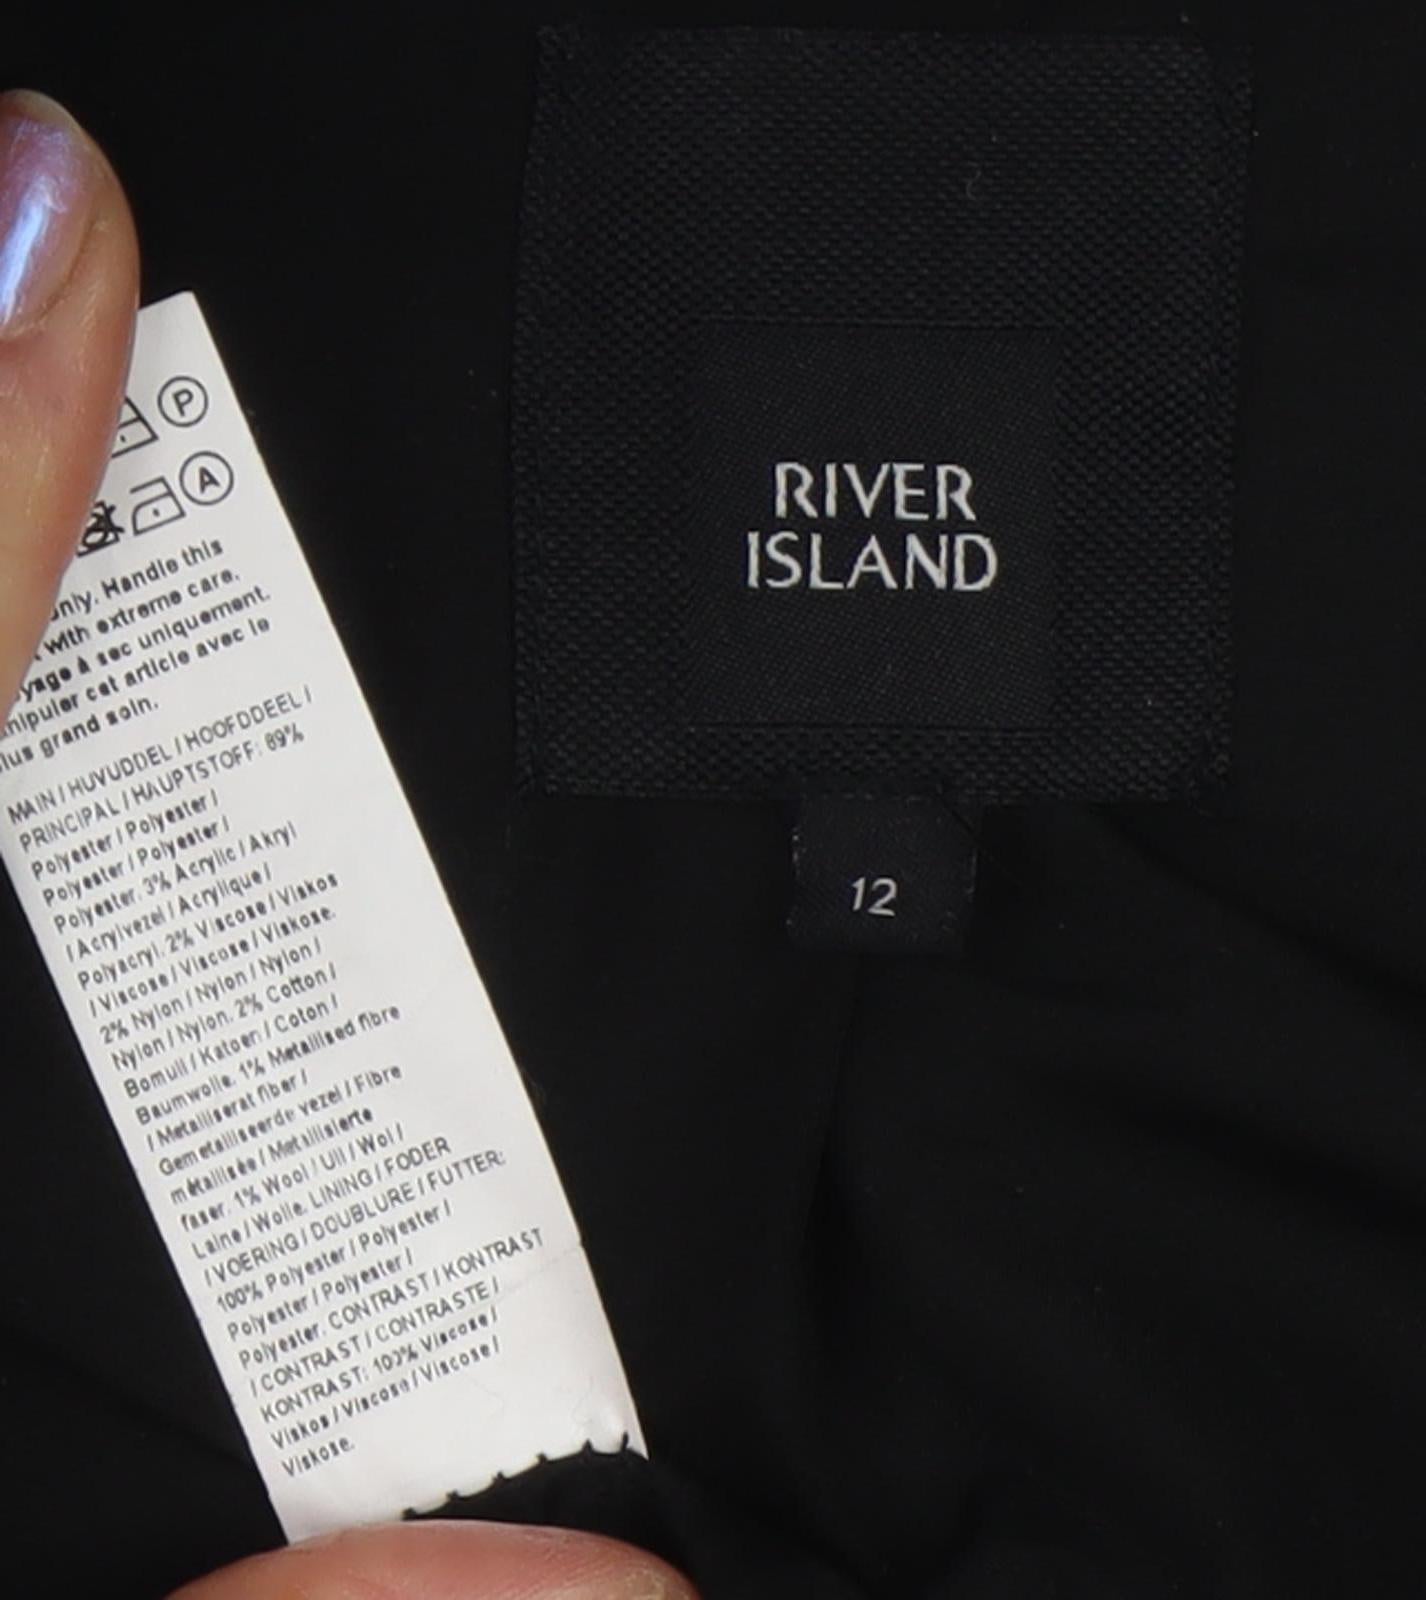 P
A
only. Handle this
with extreme care.
yage à sec uniquement.
nipuler cet article avec le
lus grand soin.
MAIN / HUVUDDEL / HOOFDDEEL /
PRINCIPAL / HAUPTSTOFF: 89%
Polyester / Polyester /
Polyester / Polyester /
Polyester. 3% Acrylic / Akryl
/ Acrylvezel / Acrylique /
Polyacryl. 2% Viscose / Viskos
/ Viscose / Viscose / Viskose.
2% Nylon / Nylon / Nylon /
Nylon / Nylon. 2% Cotton /
Bomull / Katoen / Coton /
Baumwolle. 1% Metallised fibre
/ Metalliserat fiber /
Gemetalliseerde vezel / Fibre
métallisée / Metallisierte
faser. 1% Wool / Ull / Wol /
Laine / Wolle. LINING / FODER
/ VOERING / DOUBLURE / FUTTER:
100% Polyester / Polyester /
Polyester / Polyester /
Polyester. CONTRAST / KONTRAST
/ CONTRAST / CONTRASTE /
KONTRAST: 100% Viscose /
Viskos / Viscose / Viscose /
Viskose.
RIVER
ISLAND
12